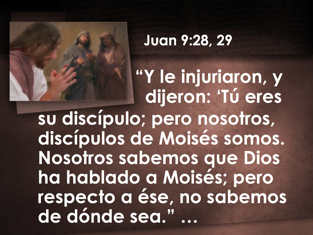 Juan 9:28, 29
“Y le injuriaron, y
dijeron: ‘Tú eres
su discípulo; pero nosotros,
discípulos de Moisés somos.
Nosotros sabemos que Dios
ha hablado a Moisés; pero
respecto a ése, no sabemos
de dónde sea.” …